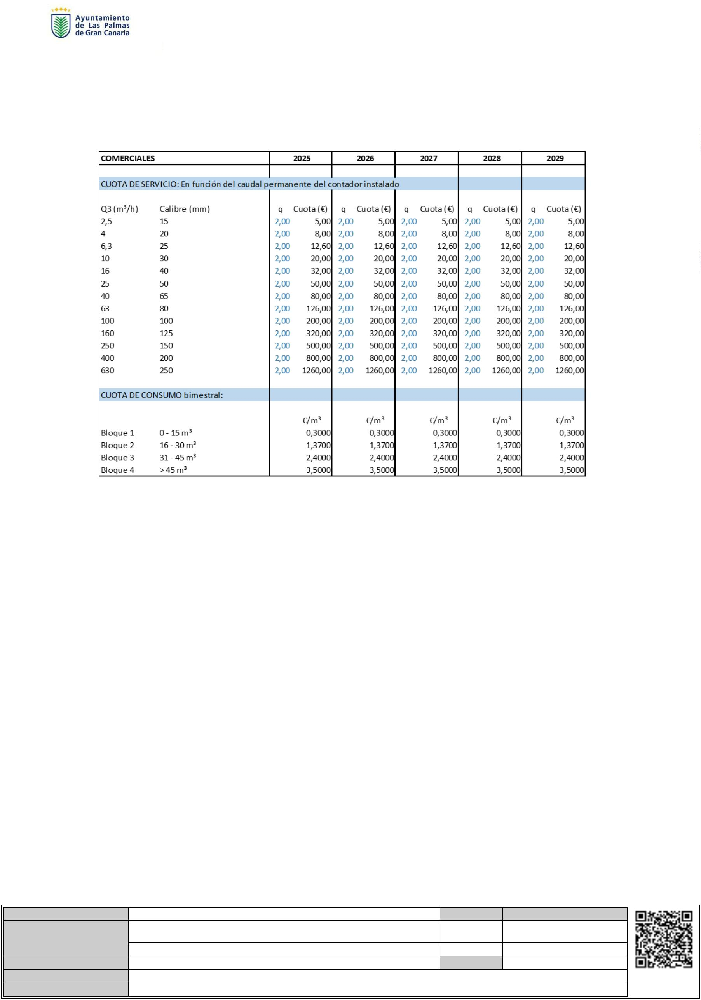 Ayuntamiento
de Las Palmas
de Gran Canaria
COMERCIALES 2025 2026 2027 2028 2029
CUOTA DE SERVICIO: En función del caudal permanente del contador instalado
Q3 (m³/h) Calibre (mm) q Cuota (€) q Cuota (€) q Cuota (€) q Cuota (€) q Cuota (€)
2,5 15 2,00 5,00 2,00 5,00 2,00 5,00 2,00 5,00 2,00 5,00
4 20 2,00 8,00 2,00 8,00 2,00 8,00 2,00 8,00 2,00 8,00
6,3 25 2,00 12,60 2,00 12,60 2,00 12,60 2,00 12,60 2,00 12,60
10 30 2,00 20,00 2,00 20,00 2,00 20,00 2,00 20,00 2,00 20,00
16 40 2,00 32,00 2,00 32,00 2,00 32,00 2,00 32,00 2,00 32,00
25 50 2,00 50,00 2,00 50,00 2,00 50,00 2,00 50,00 2,00 50,00
40 65 2,00 80,00 2,00 80,00 2,00 80,00 2,00 80,00 2,00 80,00
63 80 2,00 126,00 2,00 126,00 2,00 126,00 2,00 126,00 2,00 126,00
100 100 2,00 200,00 2,00 200,00 2,00 200,00 2,00 200,00 2,00 200,00
160 125 2,00 320,00 2,00 320,00 2,00 320,00 2,00 320,00 2,00 320,00
250 150 2,00 500,00 2,00 500,00 2,00 500,00 2,00 500,00 2,00 500,00
400 200 2,00 800,00 2,00 800,00 2,00 800,00 2,00 800,00 2,00 800,00
630 250 2,00 1260,00 2,00 1260,00 2,00 1260,00 2,00 1260,00 2,00 1260,00
CUOTA DE CONSUMO bimestral:
€/m³ €/m³ €/m³ €/m³ €/m³
Bloque 1 0 - 15 m³ 0,3000 0,3000 0,3000 0,3000 0,3000
Bloque 2 16 - 30 m³ 1,3700 1,3700 1,3700 1,3700 1,3700
Bloque 3 31 - 45 m³ 2,4000 2,4000 2,4000 2,4000 2,4000
Bloque 4 > 45 m³ 3,5000 3,5000 3,5000 3,5000 3,5000